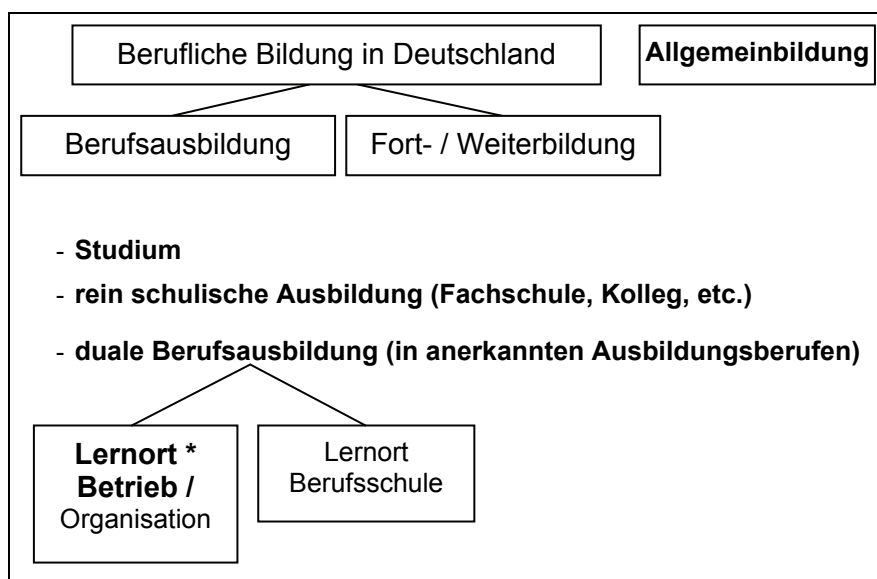 Berufliche Bildung in Deutschland
Allgemeinbildung
Berufsausbildung
Fort- / Weiterbildung
- Studium
- rein schulische Ausbildung (Fachschule, Kolleg, etc.)
- duale Berufsausbildung (in anerkannten Ausbildungsberufen)
Lernort *
Betrieb /
Organisation
Lernort
Berufsschule